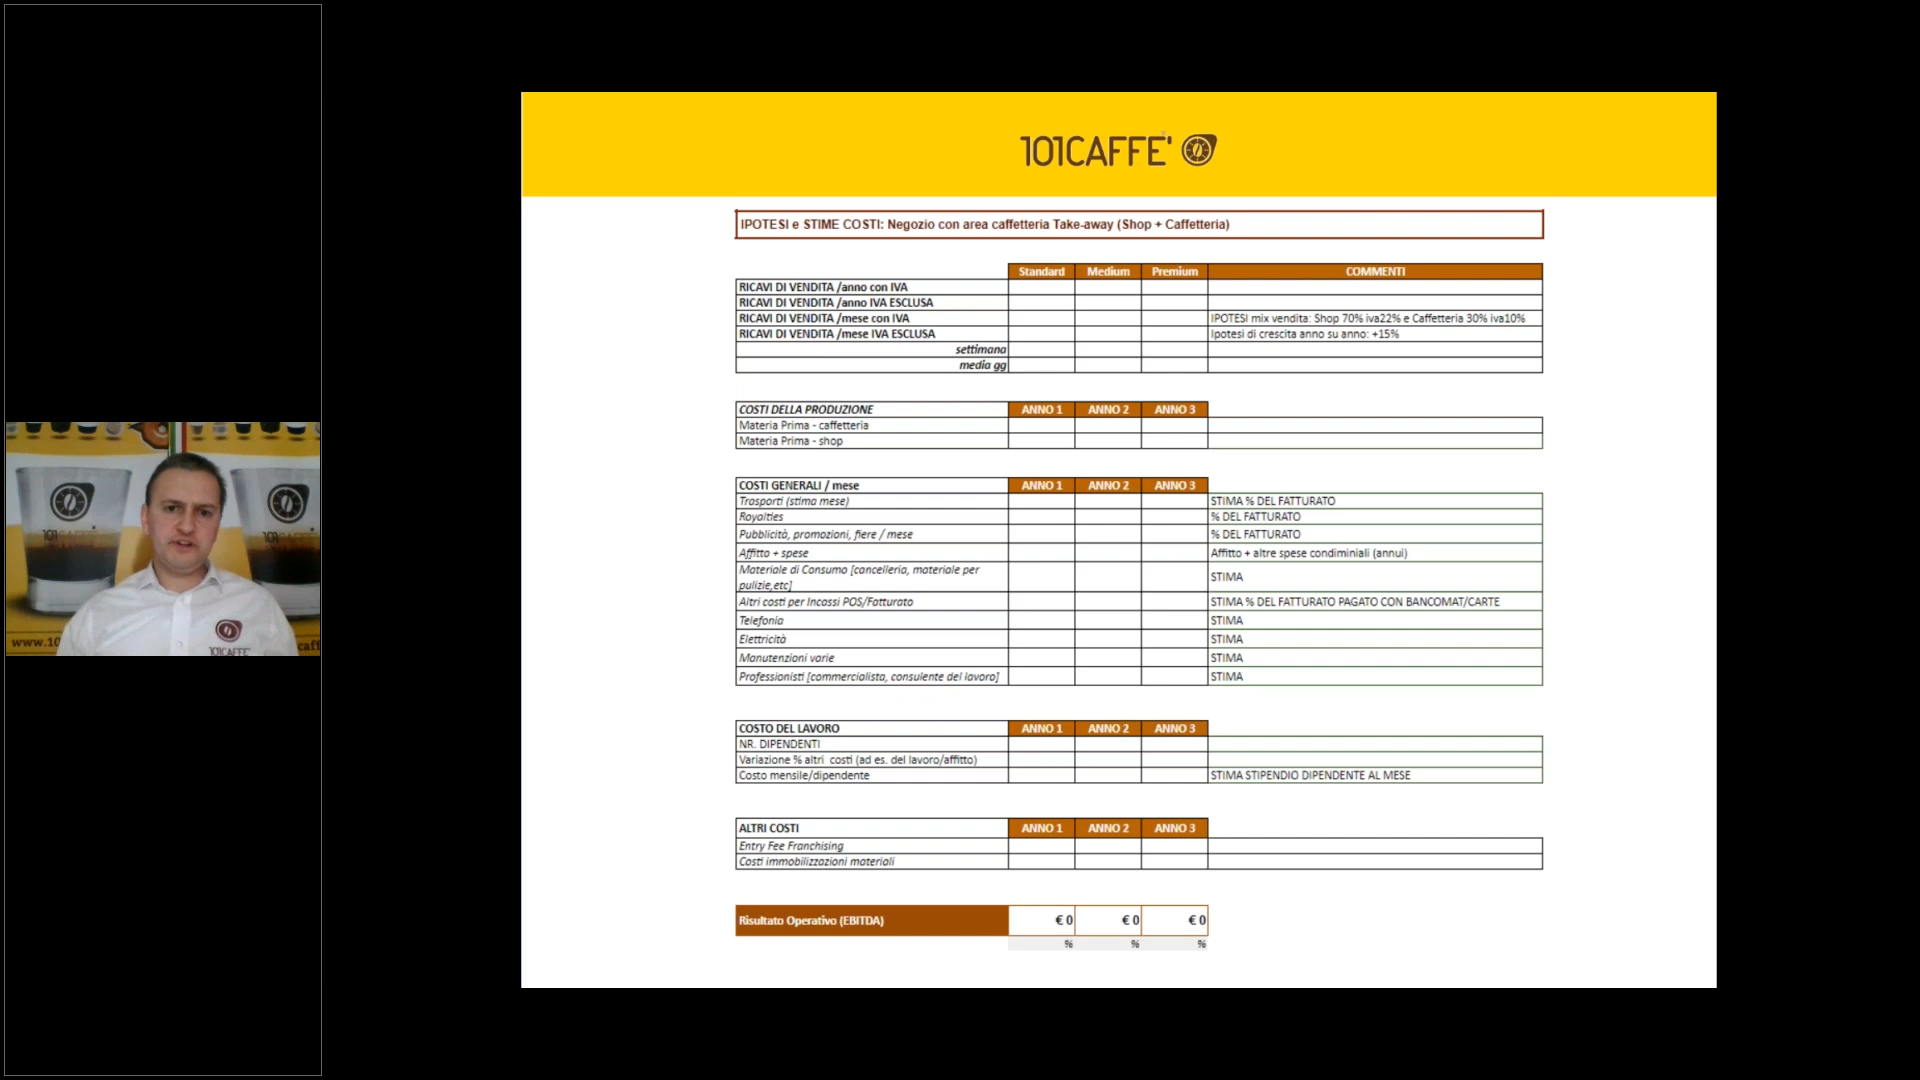 101CAFFE'
IPOTESI e STIME COSTI: Negozio con area caffetteria Take-away (Shop + Caffetteria)
Standard Medium Premium COMMENTI
RICAVI DI VENDITA /anno con IVA
RICAVI DI VENDITA /anno IVA ESCLUSA
RICAVI DI VENDITA /mese con IVA IPOTESI mix vendita: Shop 70% iva22% e Caffetteria 30% iva10%
RICAVI DI VENDITA /mese IVA ESCLUSA Ipotesi di crescita anno su anno: +15%
settimana
media gg
COSTI DELLA PRODUZIONE ANNO 1 ANNO 2 ANNO 3
Materia Prima - caffetteria
Materia Prima - shop
COSTI GENERALI / mese ANNO 1 ANNO 2 ANNO 3
Trasporti (stima mese) STIMA % DEL FATTURATO
Royalties % DEL FATTURATO
Pubblicità, promozioni, fiere / mese % DEL FATTURATO
Affitto + spese Affitto + altre spese condiminiali (annui)
Materiale di Consumo [cancelleria, materiale per
pulizie,etc] STIMA
Altri costi per Incassi POS/Fatturato STIMA % DEL FATTURATO PAGATO CON BANCOMAT/CARTE
Telefonia STIMA
Elettricità STIMA
Manutenzioni varie STIMA
Professionisti [commercialista, consulente del lavoro] STIMA
COSTO DEL LAVORO ANNO 1 ANNO 2 ANNO 3
NR. DIPENDENTI
Variazione % altri costi (ad es. del lavoro/affitto)
Costo mensile/dipendente STIMA STIPENDIO DIPENDENTE AL MESE
ALTRI COSTI ANNO 1 ANNO 2 ANNO 3
Entry Fee Franchising
Costi immobilizzazioni materiali
Risultato Operativo (EBITDA) € 0 € 0 € 0
% % %
101CAFFE'
101CAFFE'
www.10
caff
101CAFFE'